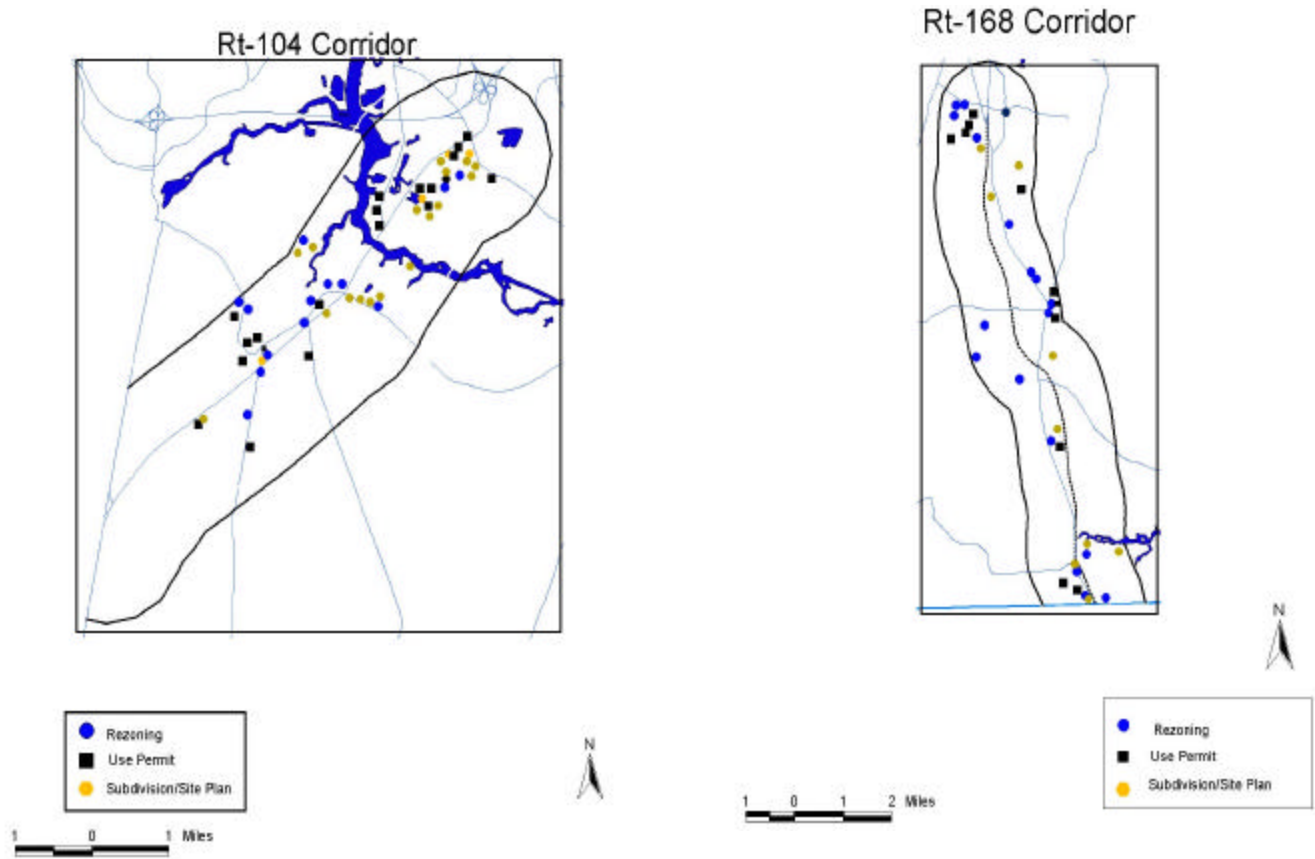 Rt-104 Corridor
Rt-168 Corridor
N
Rezoning
Use Permit
Subdivision/Site Plan
N
1 0 1 Miles
Rezoning
Use Permit
Subdivision/Site Plan
1 0 1 2 Miles